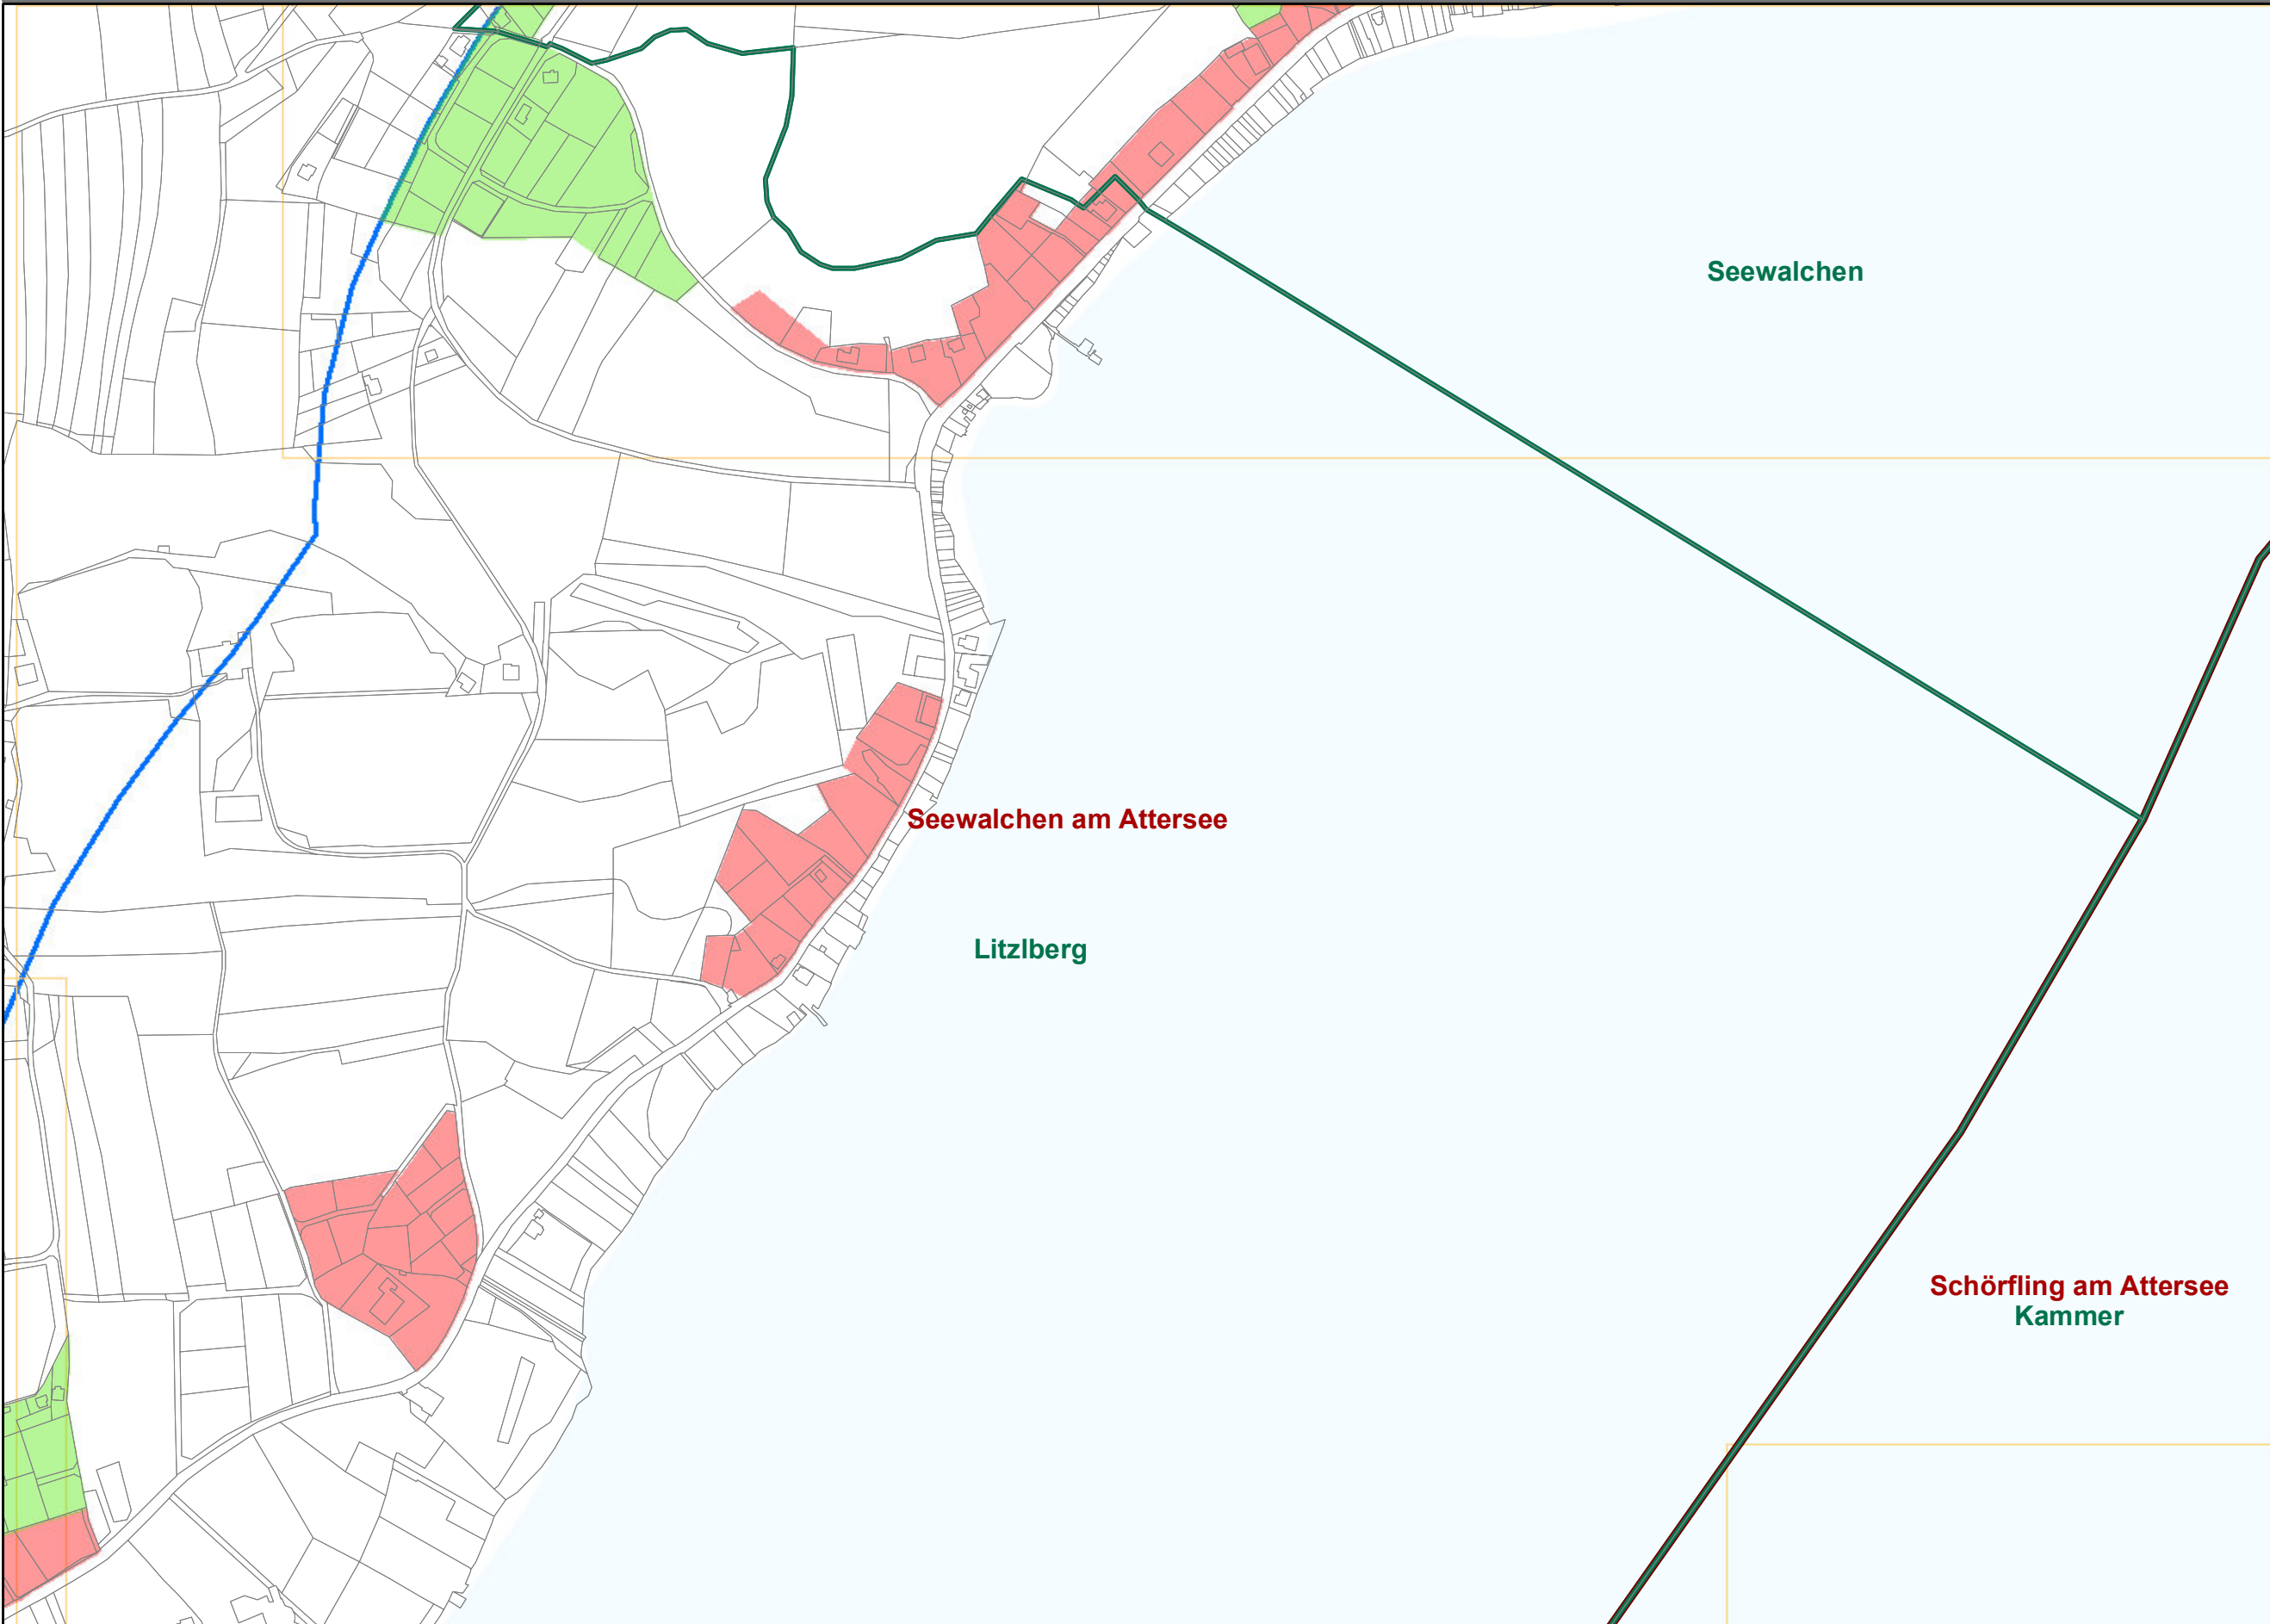 Seewalchen
Seewalchen am Attersee
Litzlberg
Schörfling am Attersee
Kammer